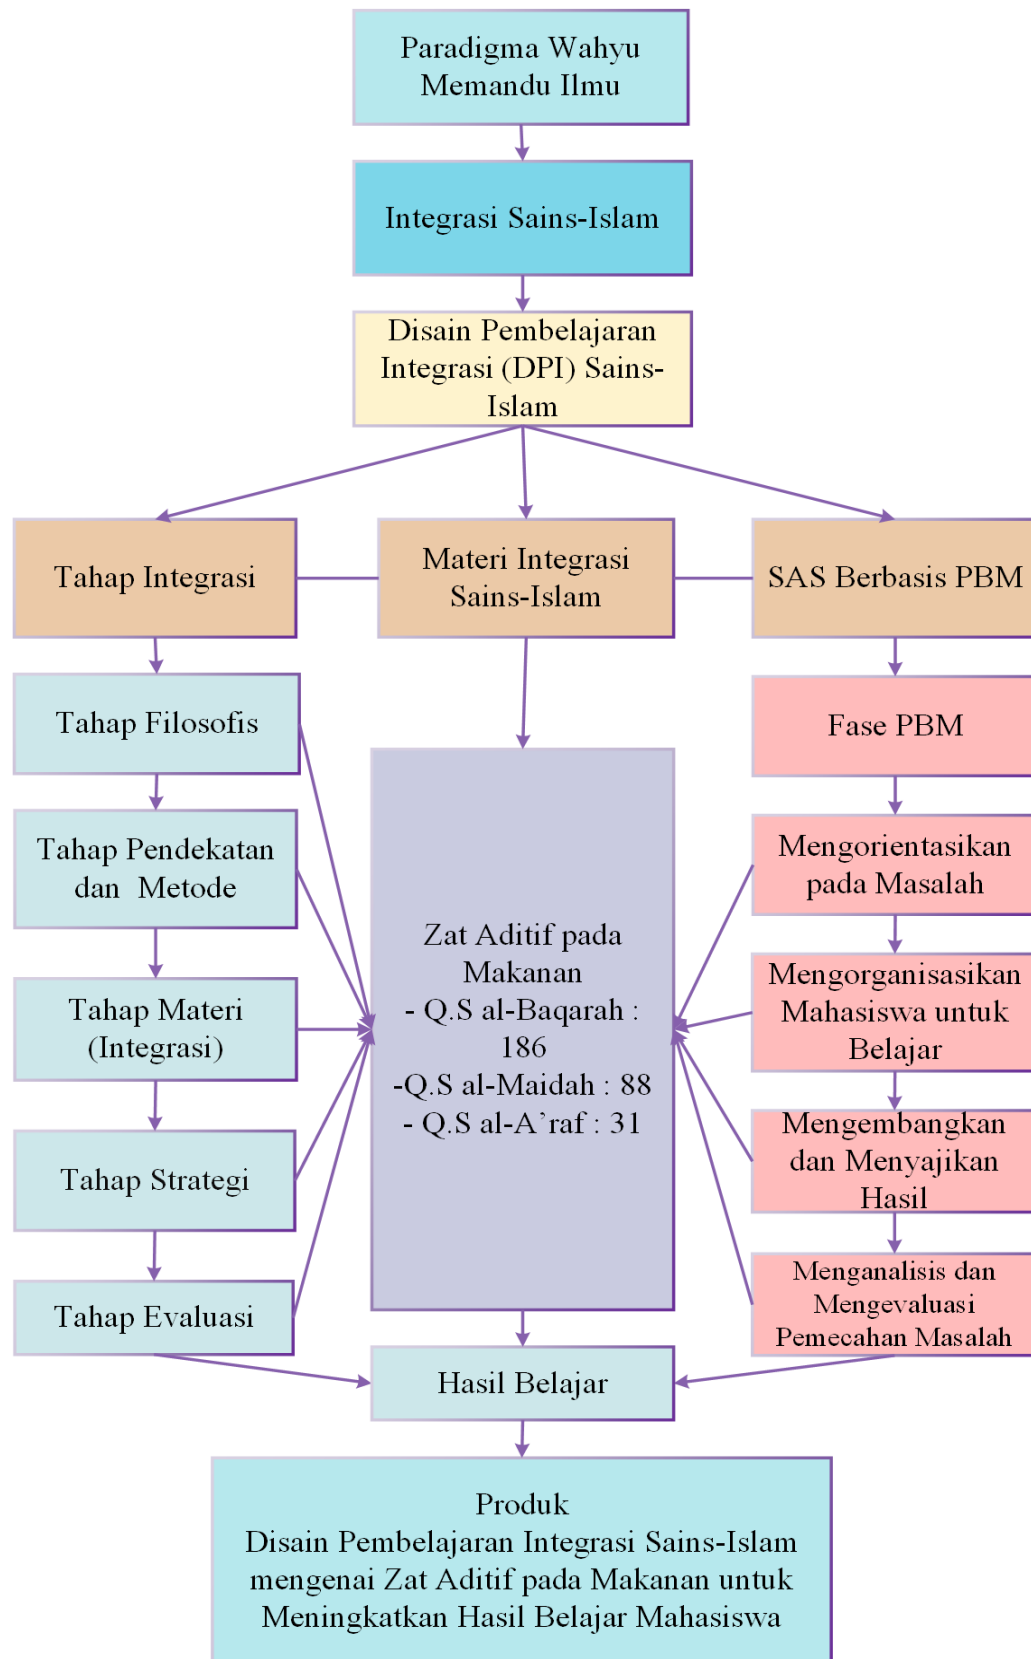 Paradigma Wahyu
Memandu Ilmu
Integrasi Sains-Islam
Disain Pembelajaran
Integrasi (DPI) Sains-
Islam
Tahap Integrasi
Materi Integrasi
Sains-Islam
SAS Berbasis PBM
Tahap Filosofis
Tahap Pendekatan
dan Metode
Tahap Materi
(Integrasi)
Tahap Strategi
Tahap Evaluasi
Zat Aditif pada
Makanan
- Q.S al-Baqarah :
186
-Q.S al-Maidah : 88
- Q.S al-A’raf : 31
Fase PBM
Mengorientasikan
pada Masalah
Mengorganisasikan
Mahasiswa untuk
Belajar
Mengembangkan
dan Menyajikan
Hasil
Menganalisis dan
Mengevaluasi
Pemecahan Masalah
Hasil Belajar
Produk
Disain Pembelajaran Integrasi Sains-Islam
mengenai Zat Aditif pada Makanan untuk
Meningkatkan Hasil Belajar Mahasiswa